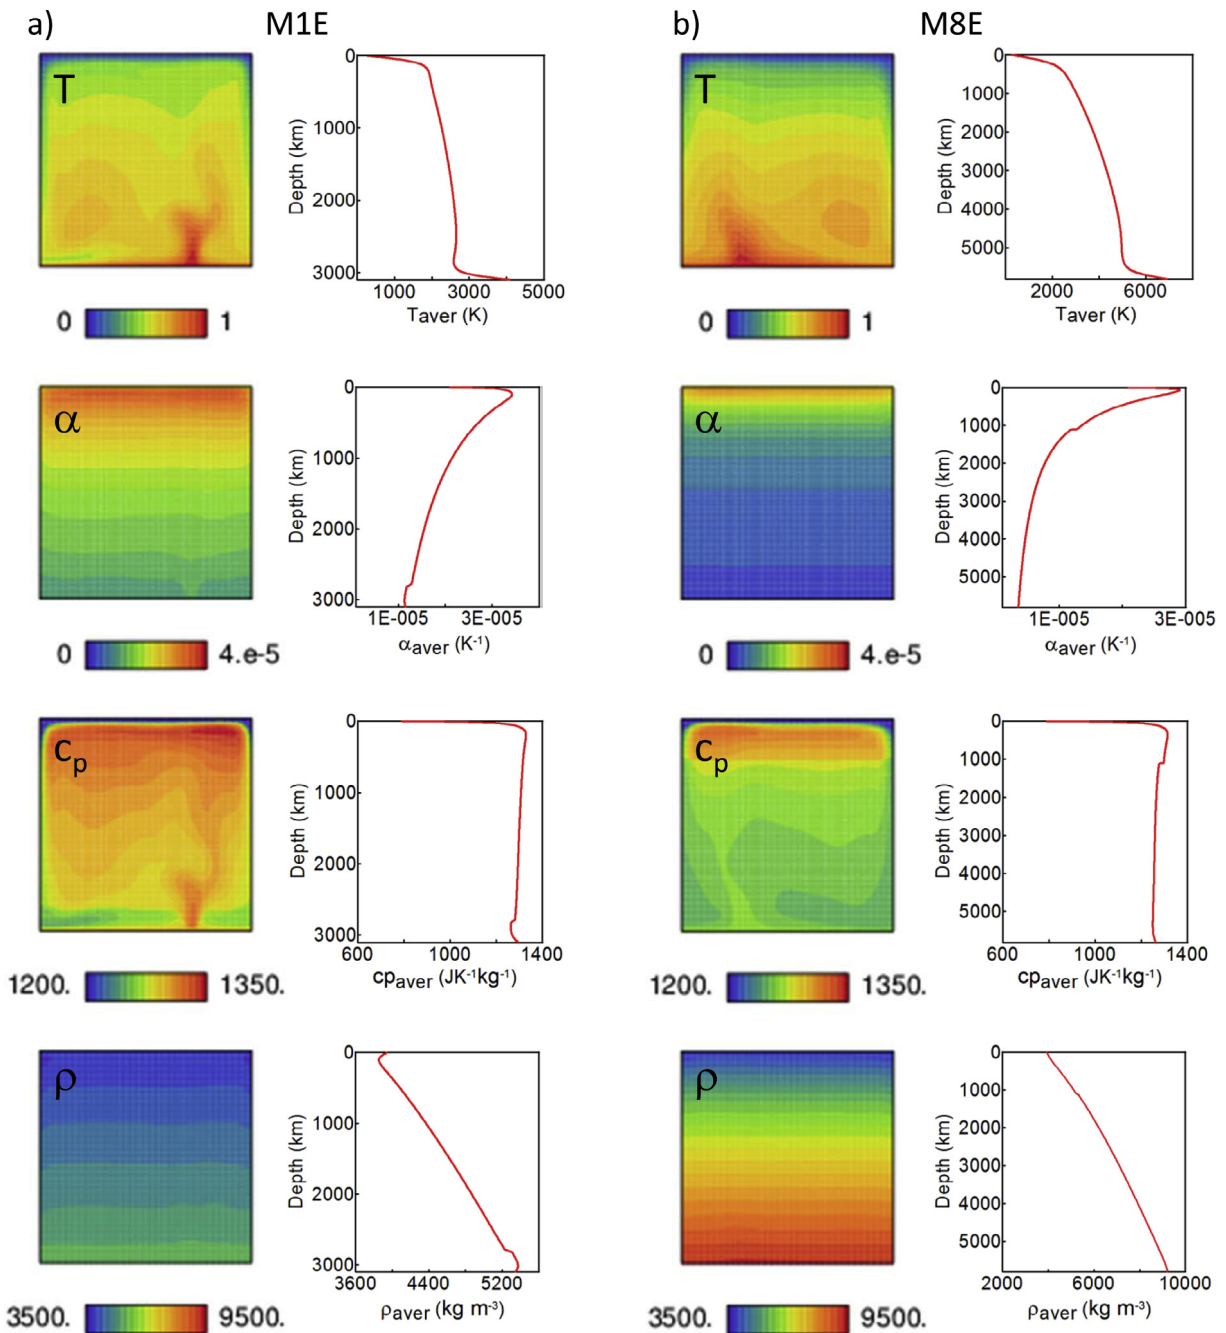 a) M1E b) M8E
T
0
1000
2000
3000
Depth (km)
1000 3000 5000
Taver (K)
0 1
T
0
1000
2000
3000
4000
5000
Depth (km)
2000 6000
Taver (K)
0 1
α
0
1000
2000
3000
Depth (km)
1E-005 3E-005
αaver (K-1)
0 4.e-5
α
0
1000
2000
3000
4000
5000
Depth (km)
1E-005 3E-005
αaver (K-1)
0 4.e-5
cp
0
1000
2000
3000
Depth (km)
600 1000 1400
cpaver (JK-1kg-1)
1200. 1350.
cp
0
1000
2000
3000
4000
5000
Depth (km)
600 1000 1400
cpaver (JK-1kg-1)
1200. 1350.
ρ
0
1000
2000
3000
Depth (km)
3600 4400 5200
ρaver (kg m-3)
3500. 9500.
ρ
0
1000
2000
3000
4000
5000
Depth (km)
2000 6000 10000
ρaver (kg m-3)
3500. 9500.